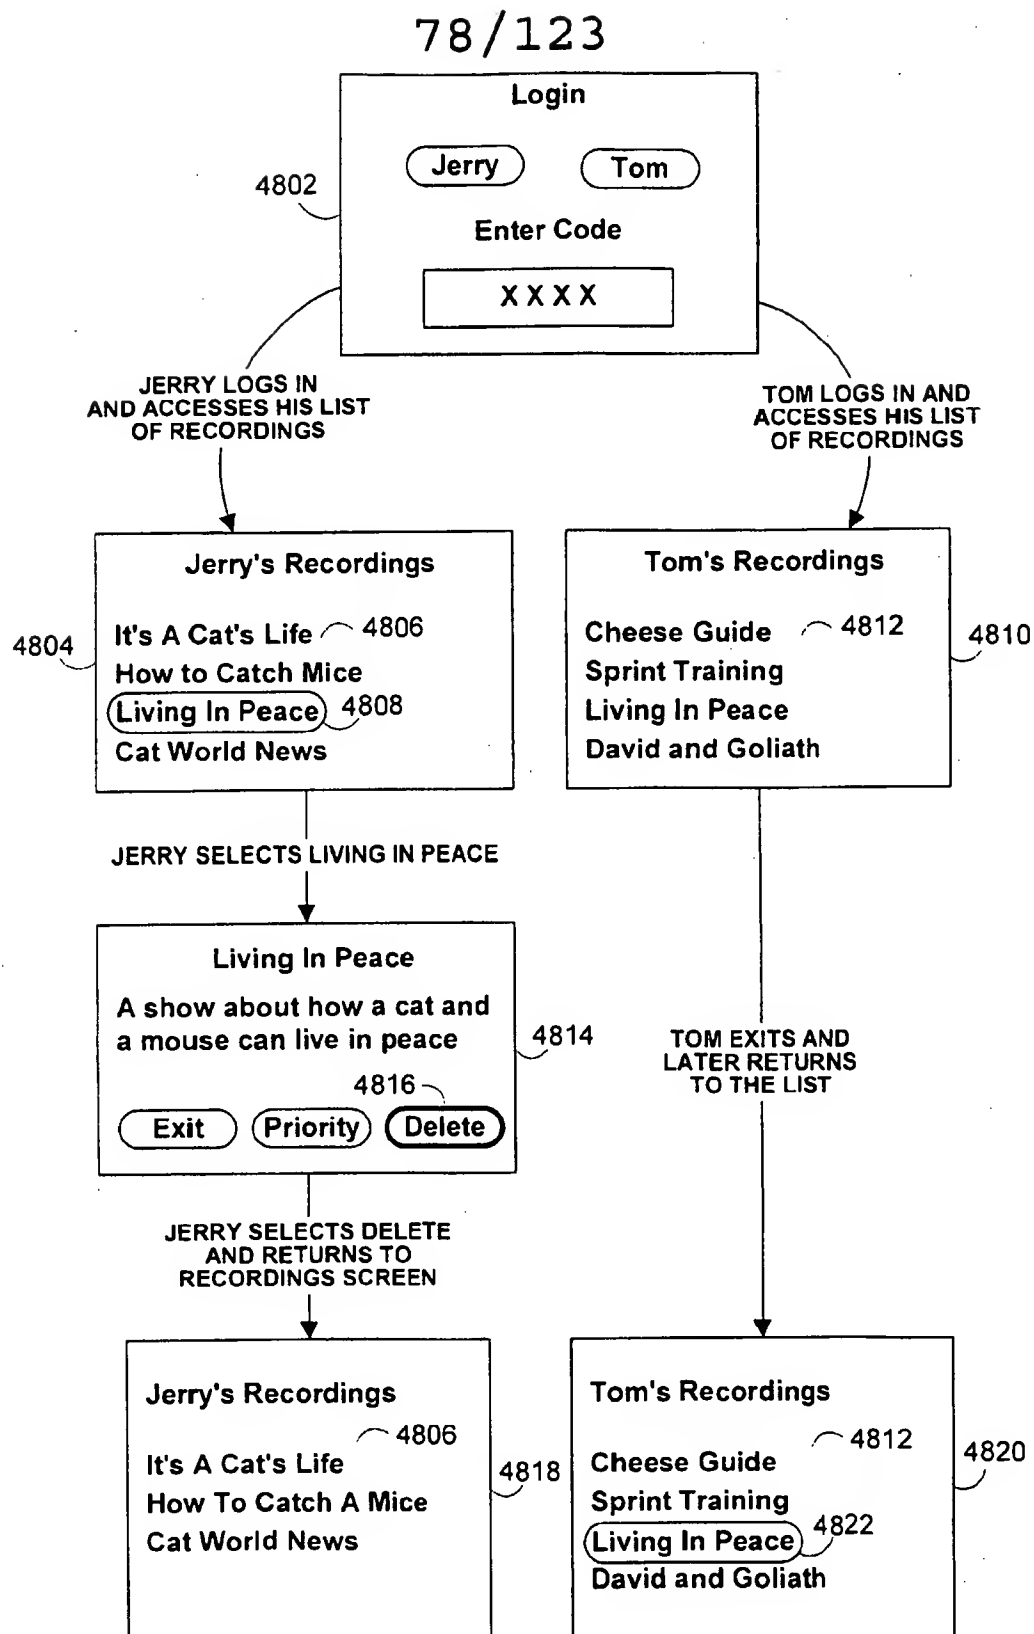 78/123
Login
Jerry
Tom
4802
Enter Code
X X X X
JERRY LOGS IN
AND ACCESSES HIS LIST
OF RECORDINGS
TOM LOGS IN AND
ACCESSES HIS LIST
OF RECORDINGS
Jerry's Recordings
4804
It's A Cat's Life
4806
How to Catch Mice
Living In Peace
4808
Cat World News
Tom's Recordings
Cheese Guide
4812
4810
Sprint Training
Living In Peace
David and Goliath
JERRY SELECTS LIVING IN PEACE
Living In Peace
A show about how a cat and
a mouse can live in peace
4814
4816
Exit
Priority
Delete
TOM EXITS AND
LATER RETURNS
TO THE LIST
JERRY SELECTS DELETE
AND RETURNS TO
RECORDINGS SCREEN
Jerry's Recordings
4806
It's A Cat's Life
4818
How To Catch A Mice
Cat World News
Tom's Recordings
4812
4820
Cheese Guide
Sprint Training
Living In Peace
4822
David and Goliath